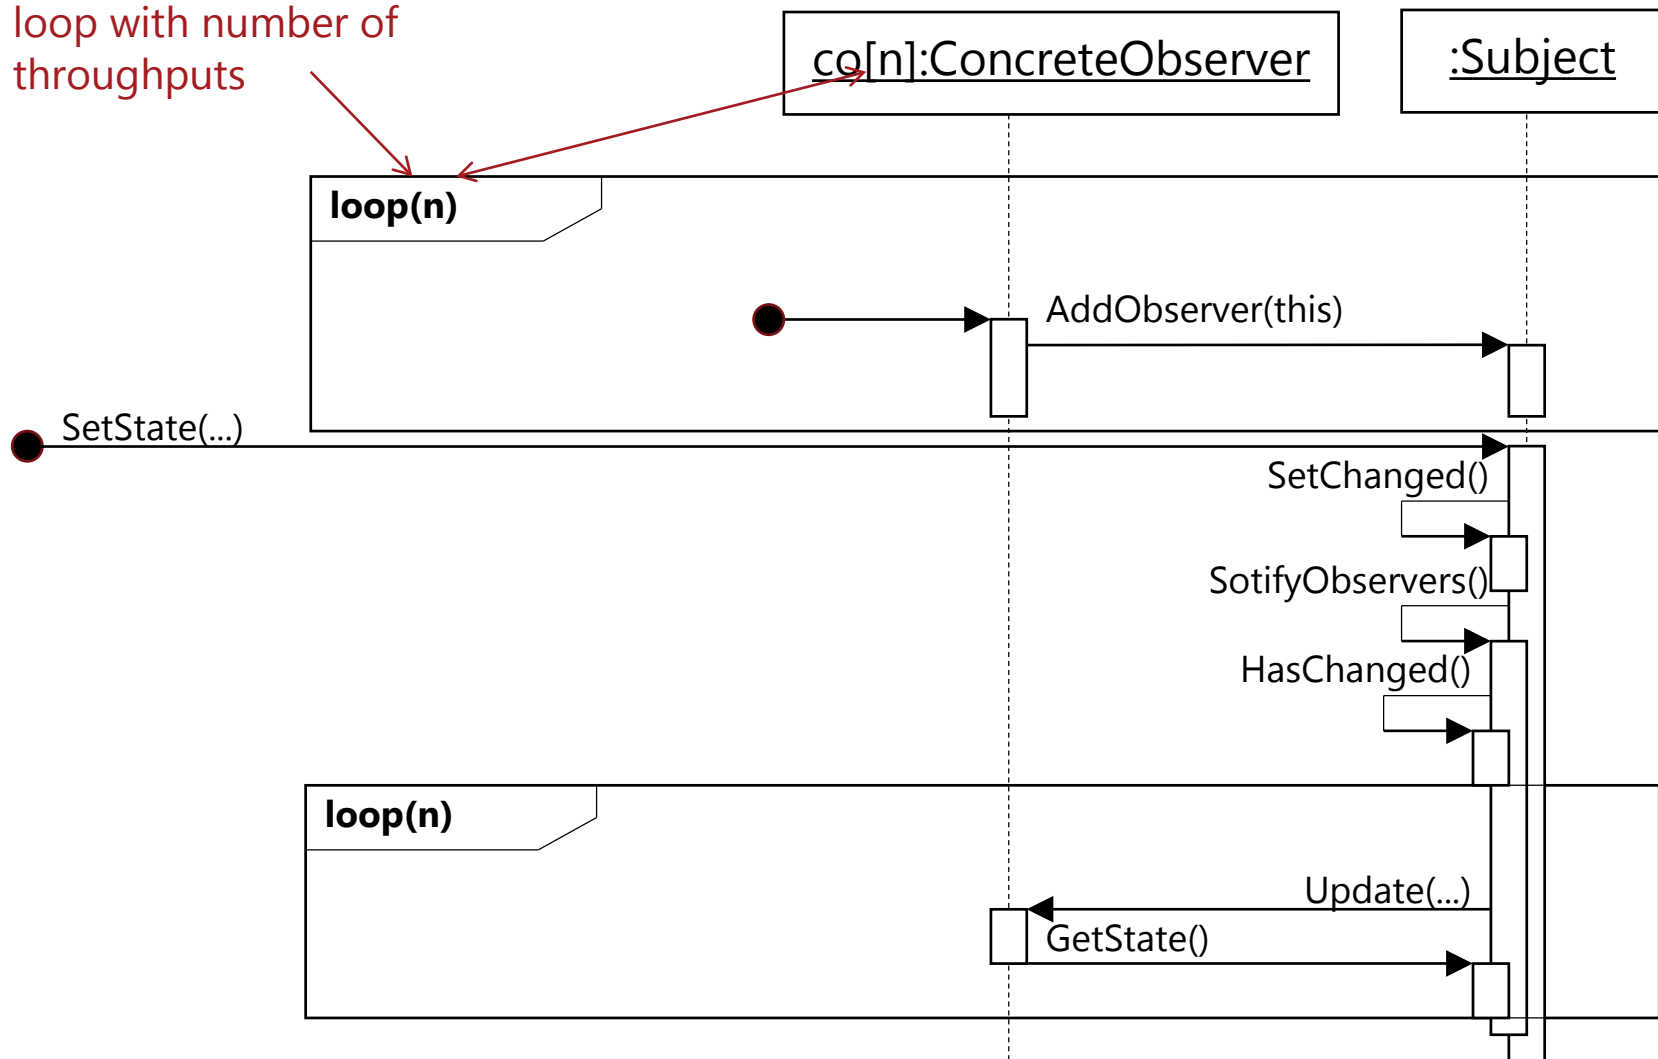 loop with number of
throughputs
co[n]:ConcreteObserver
:Subject
loop(n)
AddObserver(this)
SetState(...)
SetChanged()
SotifyObservers()
HasChanged()
loop(n)
Update(...)
GetState()